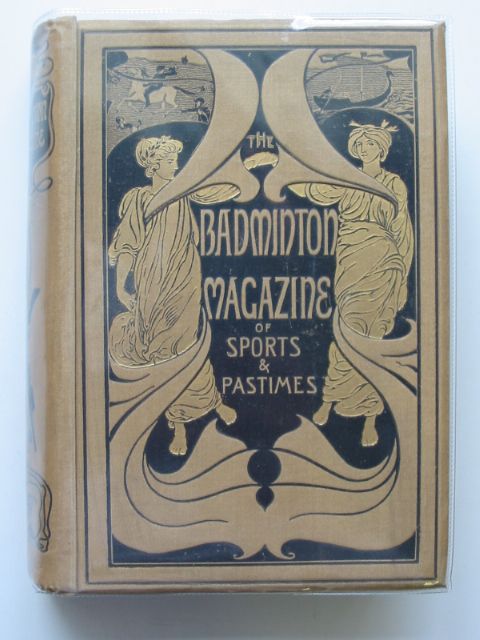 THE
BADMINTON
MAGAZINE
OF
SPORTS
&
PASTIMES